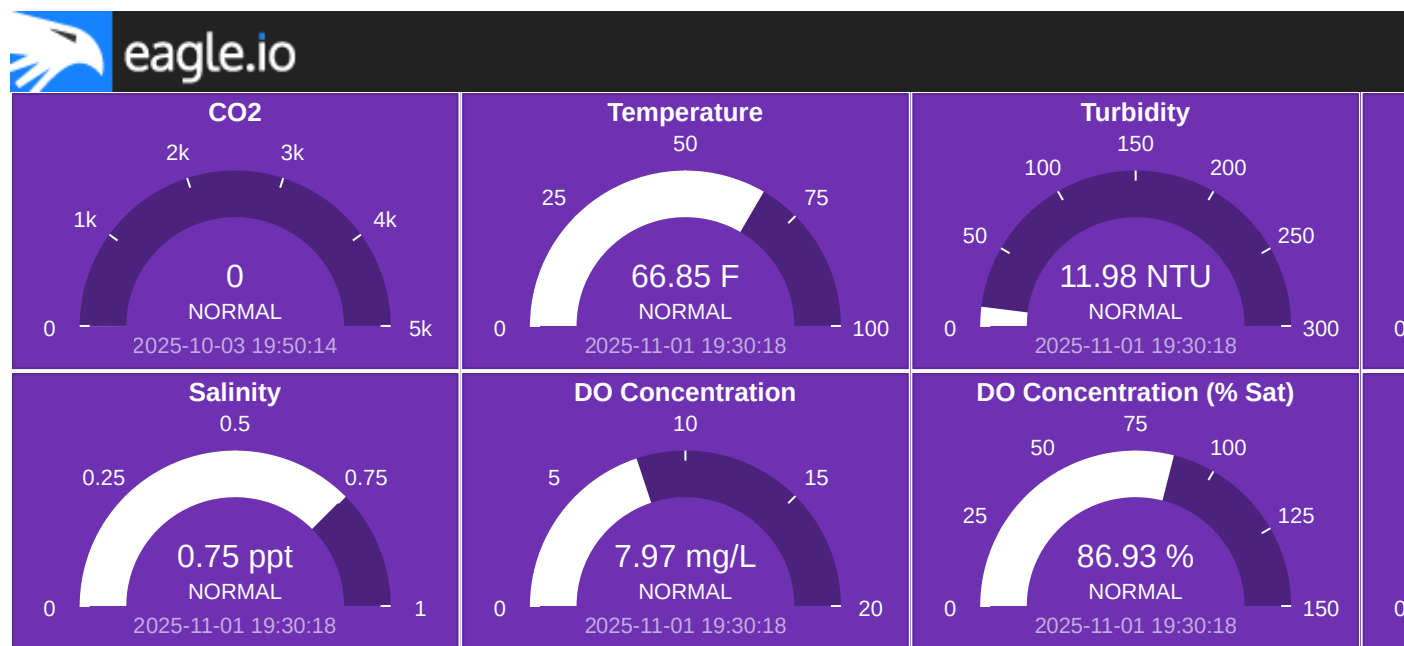 eagle.io
CO2
0
1k
2k
3k
4k
5k
0
NORMAL
2025-10-03 19:50:14
Temperature
0
25
50
75
100
66.85 F
NORMAL
2025-11-01 19:30:18
Turbidity
0
50
100
150
200
250
300
11.98 NTU
NORMAL
2025-11-01 19:30:18
0
Salinity
0
0.25
0.5
0.75
1
0.75 ppt
NORMAL
2025-11-01 19:30:18
DO Concentration
0
5
10
15
20
7.97 mg/L
NORMAL
2025-11-01 19:30:18
DO Concentration (% Sat)
0
25
50
75
100
125
150
86.93 %
NORMAL
2025-11-01 19:30:18
0